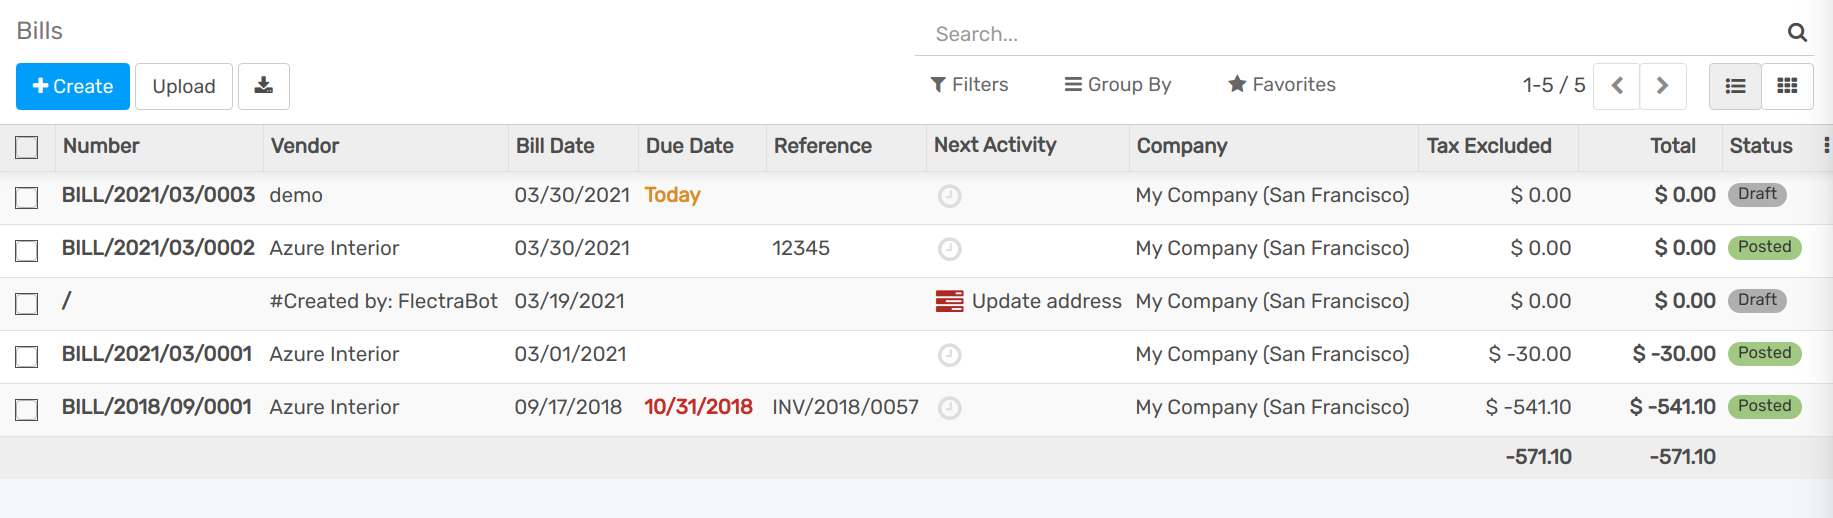 Bills
Search...
Create Upload
Filters Group By Favorites 1-5 / 5
Number Vendor Bill Date Due Date Reference Next Activity Company Tax Excluded Total Status
BILL/2021/03/0003 demo 03/30/2021 Today My Company (San Francisco) $ 0.00 $ 0.00 Draft
BILL/2021/03/0002 Azure Interior 03/30/2021 12345 My Company (San Francisco) $ 0.00 $ 0.00 Posted
/ #Created by: FlectraBot 03/19/2021 Update address My Company (San Francisco) $ 0.00 $ 0.00 Draft
BILL/2021/03/0001 Azure Interior 03/01/2021 My Company (San Francisco) $ -30.00 $ -30.00 Posted
BILL/2018/09/0001 Azure Interior 09/17/2018 10/31/2018 INV/2018/0057 My Company (San Francisco) $ -541.10 $ -541.10 Posted
-571.10 -571.10